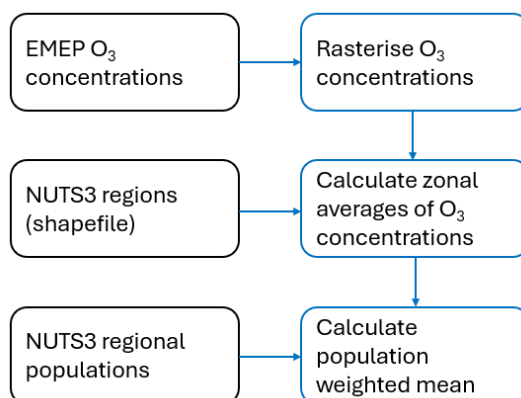 EMEP O₃
concentrations
Rasterise O₃
concentrations
NUTS3 regions
(shapefile)
Calculate zonal
averages of O₃
concentrations
NUTS3 regional
populations
Calculate
population
weighted mean